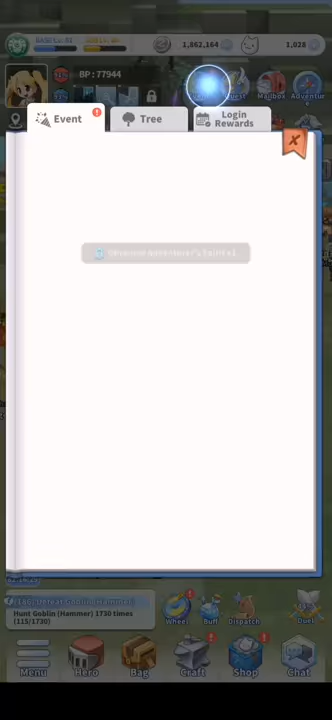 1,862,164
1,028
BP : 77944
Mailbox
Event
Tree
Login
Rewards
Hunt Goblin (Hammer) 1730 times
(115/1730)
Wheel
Buff
Dispatch
Duel
Menu
Hero
Bag
Craft
Shop
Chat